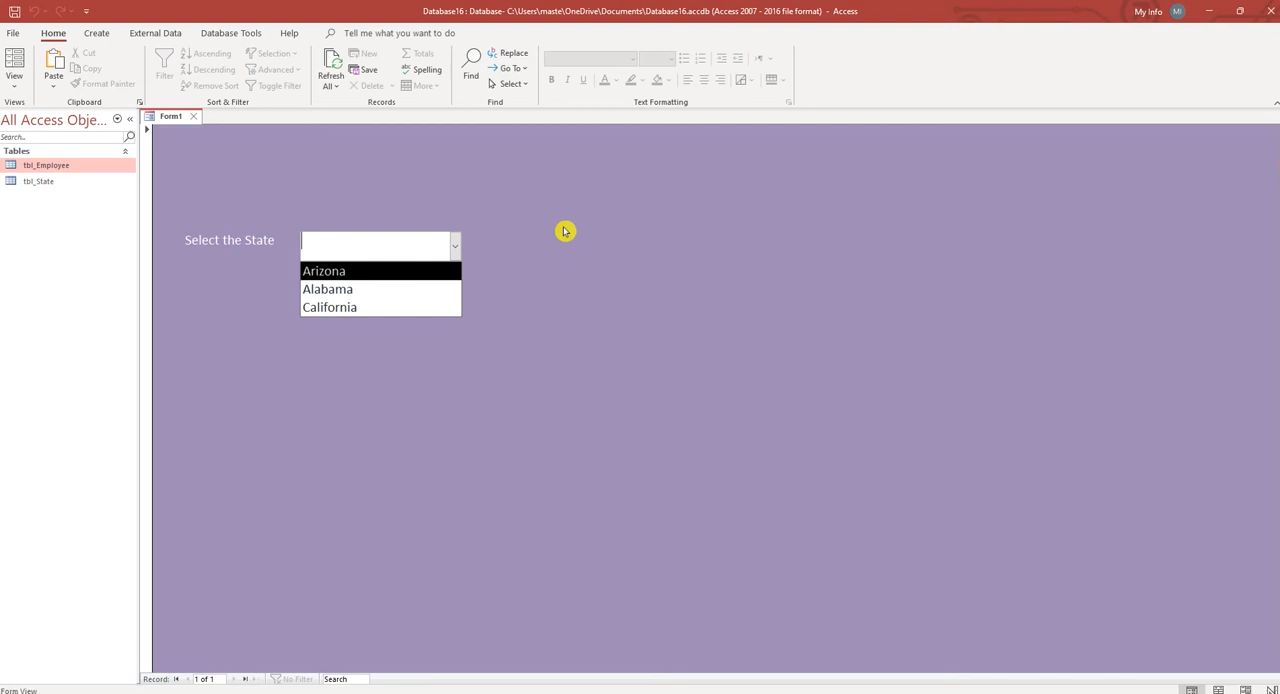 Database16 : Database- C:\Users\maste\OneDrive\Documents\Database16.accdb (Access 2007 - 2016 file format) - Access
My Info MI
File Home Create External Data Database Tools Help Tell me what you want to do
View
Views
Paste
Cut
Copy
Format Painter
Clipboard
Filter
Ascending
Descending
Remove Sort
Selection
Advanced
Toggle Filter
Sort & Filter
Refresh
All
New
Save
Delete
Totals
Spelling
More
Records
Find
Replace
Go To
Select
Find
B I U A
Text Formatting
All Access Obje...
Search...
Tables
tbl_Employee
tbl_State
Form1
Select the State
Arizona
Alabama
California
Record: 1 of 1 No Filter Search
Form View